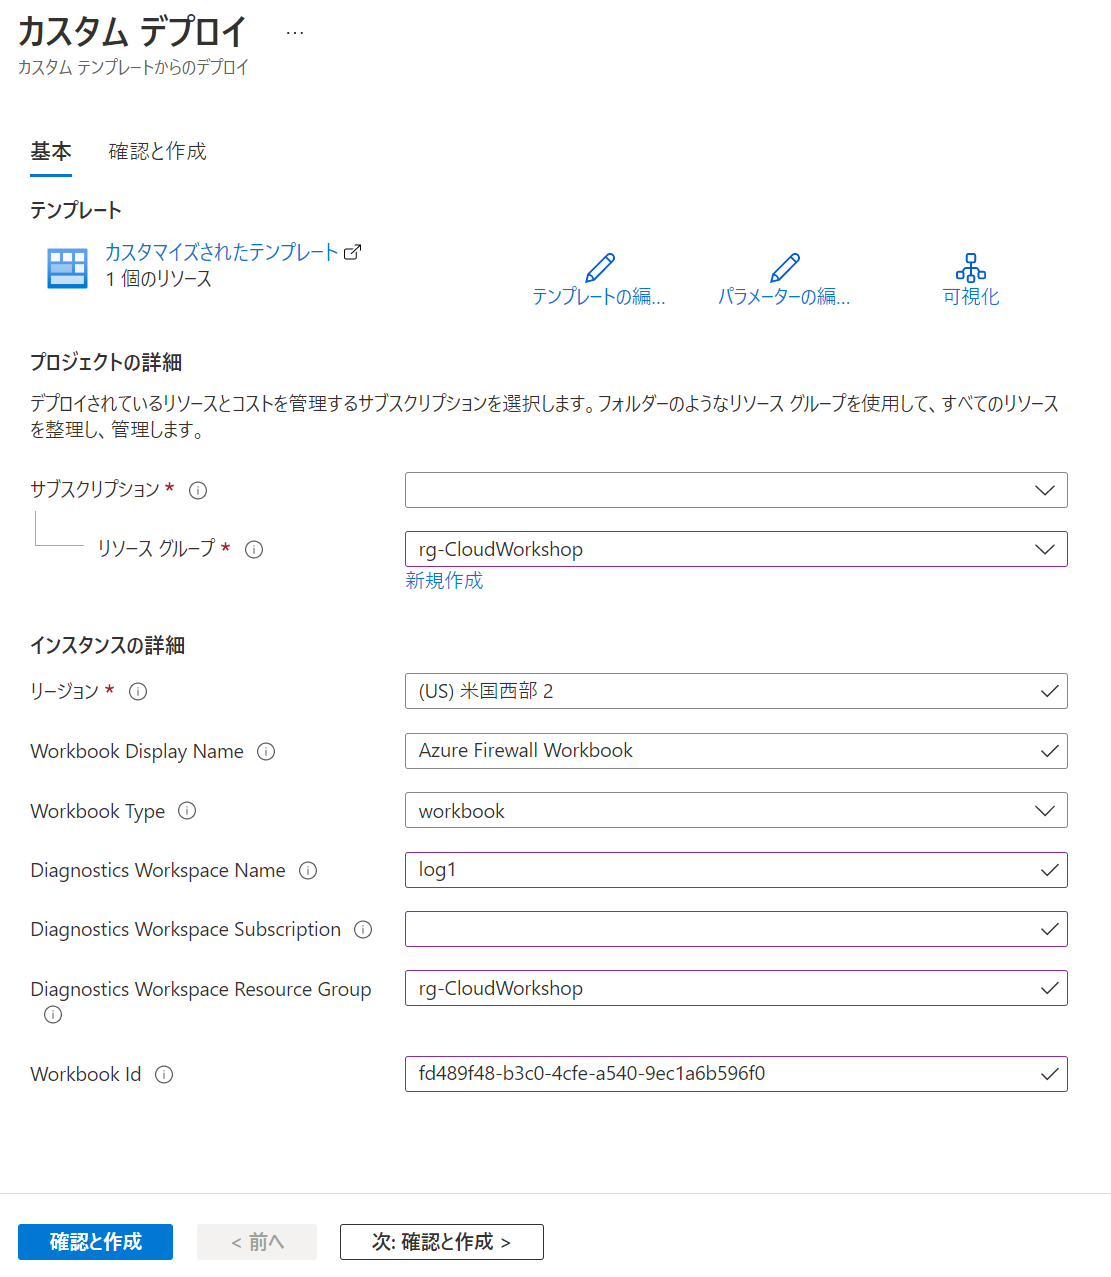 カスタム デプロイ ...
カスタム テンプレートからのデプロイ
基本 確認と作成
テンプレート
カスタマイズされたテンプレート
1 個のリソース
テンプレートの編... パラメーターの編... 可視化
プロジェクトの詳細
デプロイされているリソースとコストを管理するサブスクリプションを選択します。フォルダーのようなリソース グループを使用して、すべてのリソース
を整理し、管理します。
サブスクリプション *
リソース グループ * rg-CloudWorkshop
新規作成
インスタンスの詳細
リージョン * (US) 米国西部 2
Workbook Display Name Azure Firewall Workbook
Workbook Type workbook
Diagnostics Workspace Name log1
Diagnostics Workspace Subscription
Diagnostics Workspace Resource Group rg-CloudWorkshop
Workbook Id fd489f48-b3c0-4cfe-a540-9ec1a6b596f0
確認と作成 < 前へ 次: 確認と作成 >